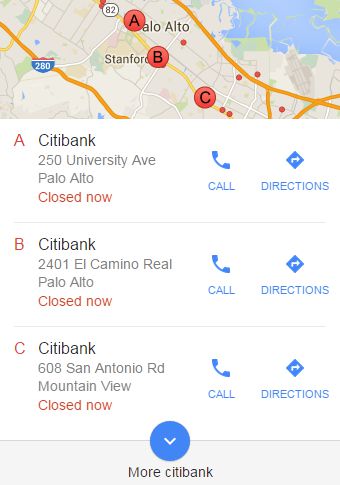 82
A
Palo Alto
Stanford
B
280
C
A Citibank
250 University Ave
Palo Alto
Closed now
CALL
DIRECTIONS
B Citibank
2401 El Camino Real
Palo Alto
Closed now
CALL
DIRECTIONS
C Citibank
608 San Antonio Rd
Mountain View
Closed now
CALL
DIRECTIONS
More citibank